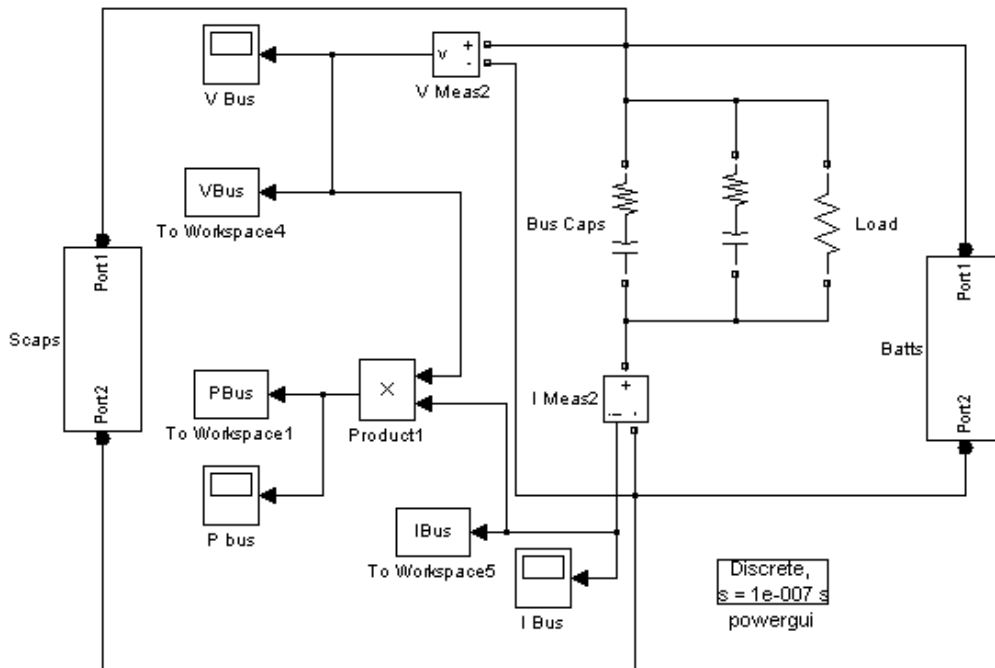 V Bus
v
+
-
V Meas2
VBus
To Workspace4
Bus Caps
Load
Port1
Port2
Scaps
Port1
Port2
Batts
PBus
To Workspace1
×
Product1
+
-
I Meas2
P bus
IBus
To Workspace5
I Bus
Discrete,
s = 1e-007 s
powergui